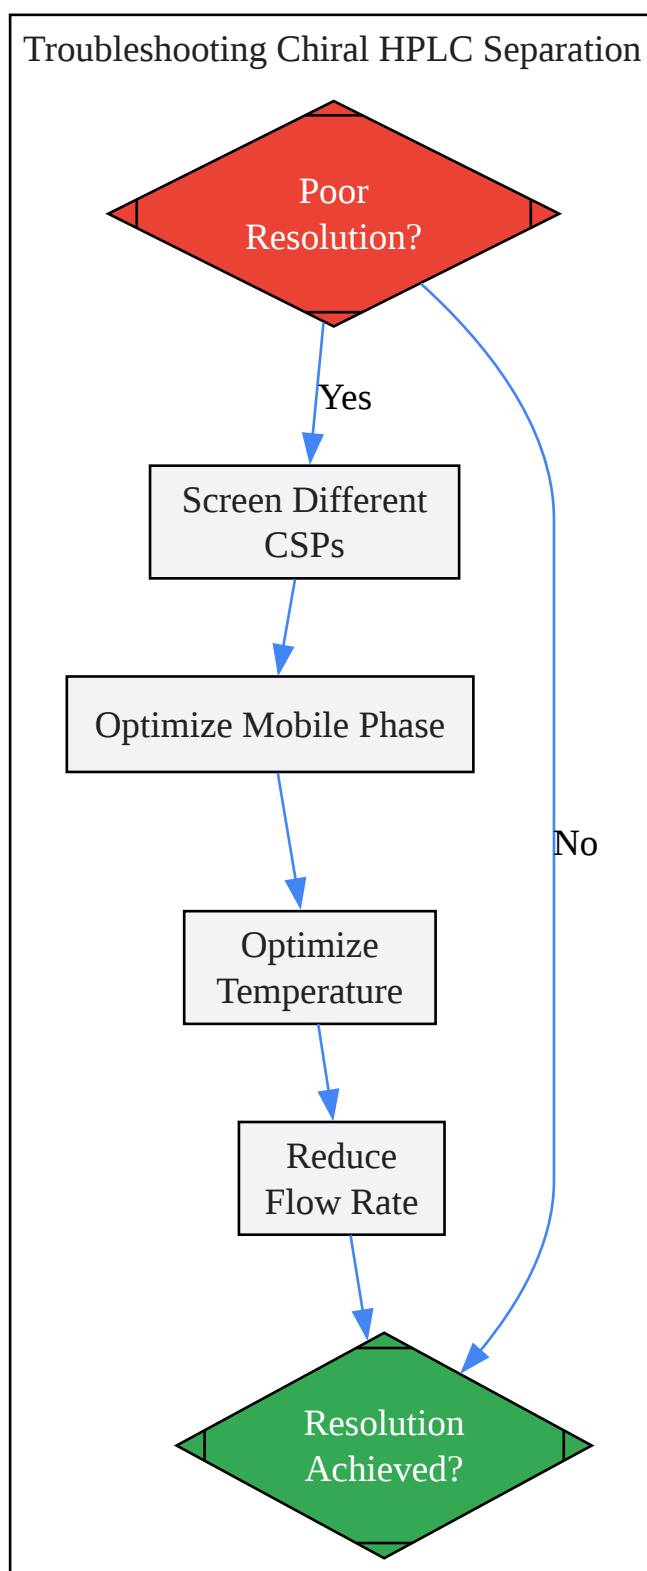 Troubleshooting Chiral HPLC Separation
Poor
Resolution?
Yes
Screen Different
CSPs
Optimize Mobile Phase
No
Optimize
Temperature
Reduce
Flow Rate
Resolution
Achieved?